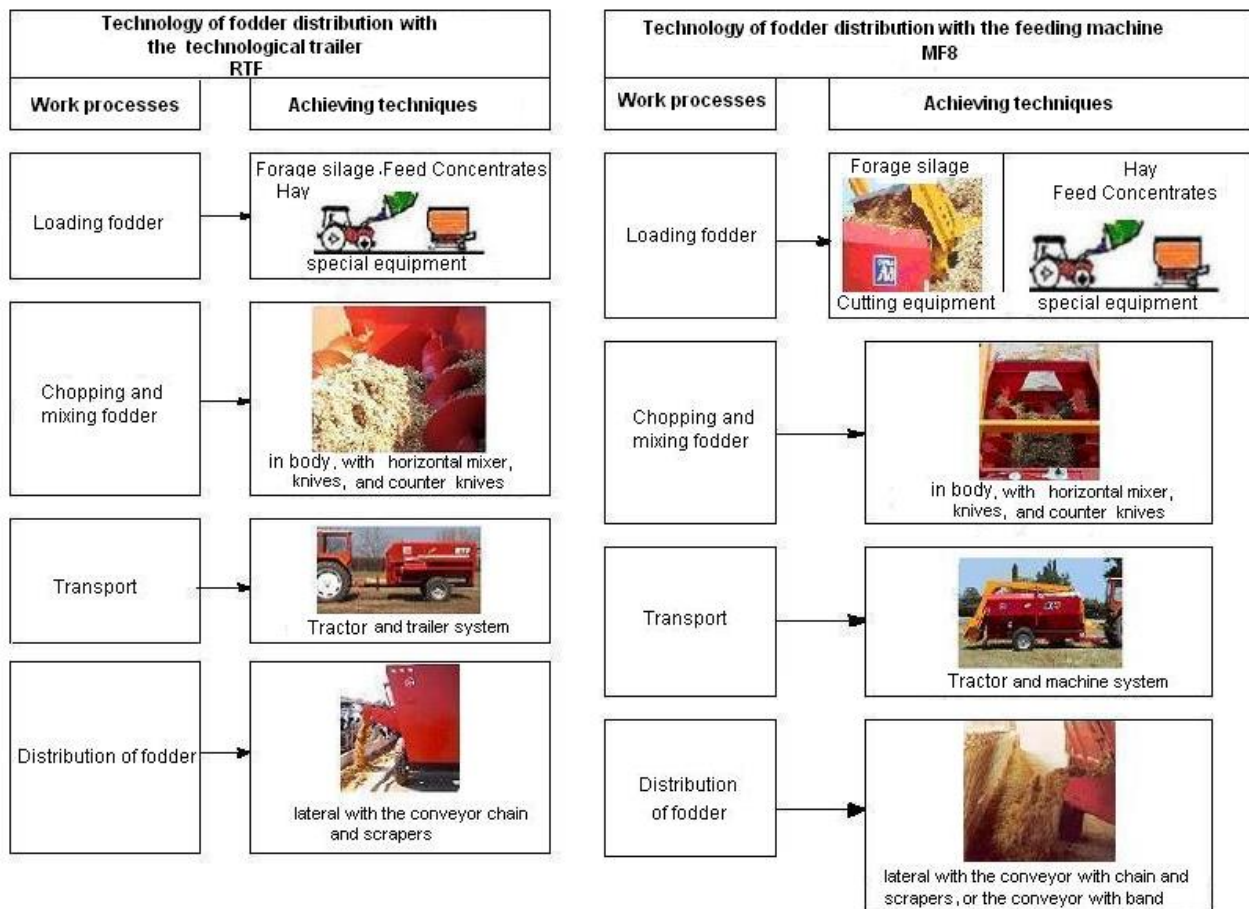 Technology of fodder distribution with
the technological trailer
RTF
Work processes
Achieving techniques
Loading fodder
Forage silage .Feed Concentrates
Hay
special equipment
Chopping and
mixing fodder
in body, with horizontal mixer,
knives, and counter knives
Transport
RTF
Tractor and trailer system
Distribution of fodder
lateral with the conveyor chain
and scrapers
Technology of fodder distribution with the feeding machine
MF8
Work processes
Achieving techniques
Loading fodder
Forage silage
Cutting equipment
Hay
Feed Concentrates
special equipment
Chopping and
mixing fodder
in body, with horizontal mixer,
knives, and counter knives
Transport
Tractor and machine system
Distribution
of fodder
lateral with the conveyor with chain and
scrapers, or the conveyor with band